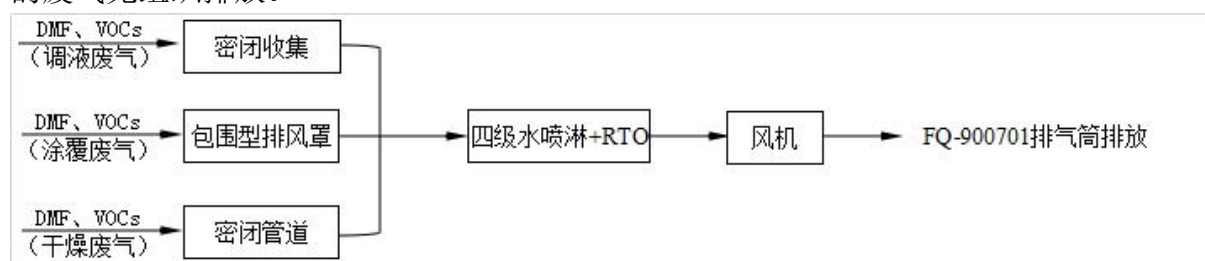 DMF、VOCs
（调液废气）
密闭收集
DMF、VOCs
（涂覆废气）
包围型排风罩
四级水喷淋+RTO
风机
FQ-900701排气筒排放
DMF、VOCs
（干燥废气）
密闭管道